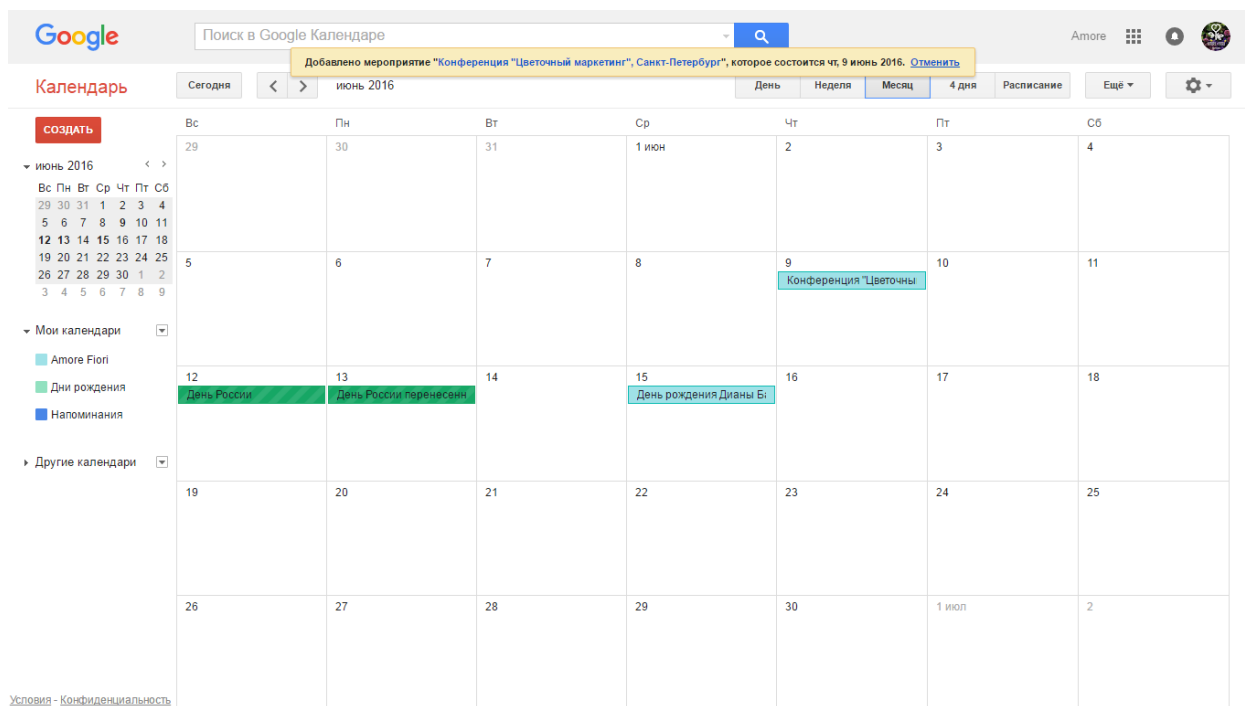 Google
Поиск в Google Календаре
Amore
Добавлено мероприятие "Конференция "Цветочный маркетинг", Санкт-Петербург", которое состоится чт, 9 июнь 2016. Отменить
Календарь
Сегодня
июнь 2016
День Неделя Месяц 4 дня Расписание
Ещё
СОЗДАТЬ
июнь 2016
Вс Пн Вт Ср Чт Пт Сб
29 30 31 1 2 3 4
5 6 7 8 9 10 11
12 13 14 15 16 17 18
19 20 21 22 23 24 25
26 27 28 29 30 1 2
3 4 5 6 7 8 9
Мои календари
Amore Fiori
Дни рождения
Напоминания
Другие календари
Условия - Конфиденциальность
Вс Пн Вт Ср Чт Пт Сб
29 30 31 1 июн 2 3 4
5 6 7 8 9 10 11
Конференция "Цветочны
12 13 14 15 16 17 18
День России День России перенесенн День рождения Дианы Ба
19 20 21 22 23 24 25
26 27 28 29 30 1 июл 2